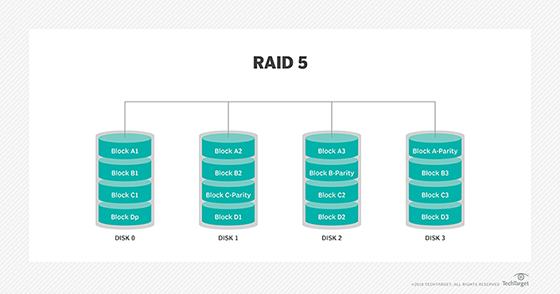 RAID 5
Block A1 Block A2 Block A3 Block A-Parity
Block B1 Block B2 Block B-Parity Block B3
Block C1 Block C-Parity Block C2 Block C3
Block Dp Block D1 Block D2 Block D3
DISK 0 DISK 1 DISK 2 DISK 3
©2018 TECHTARGET, ALL RIGHTS RESERVED TechTarget